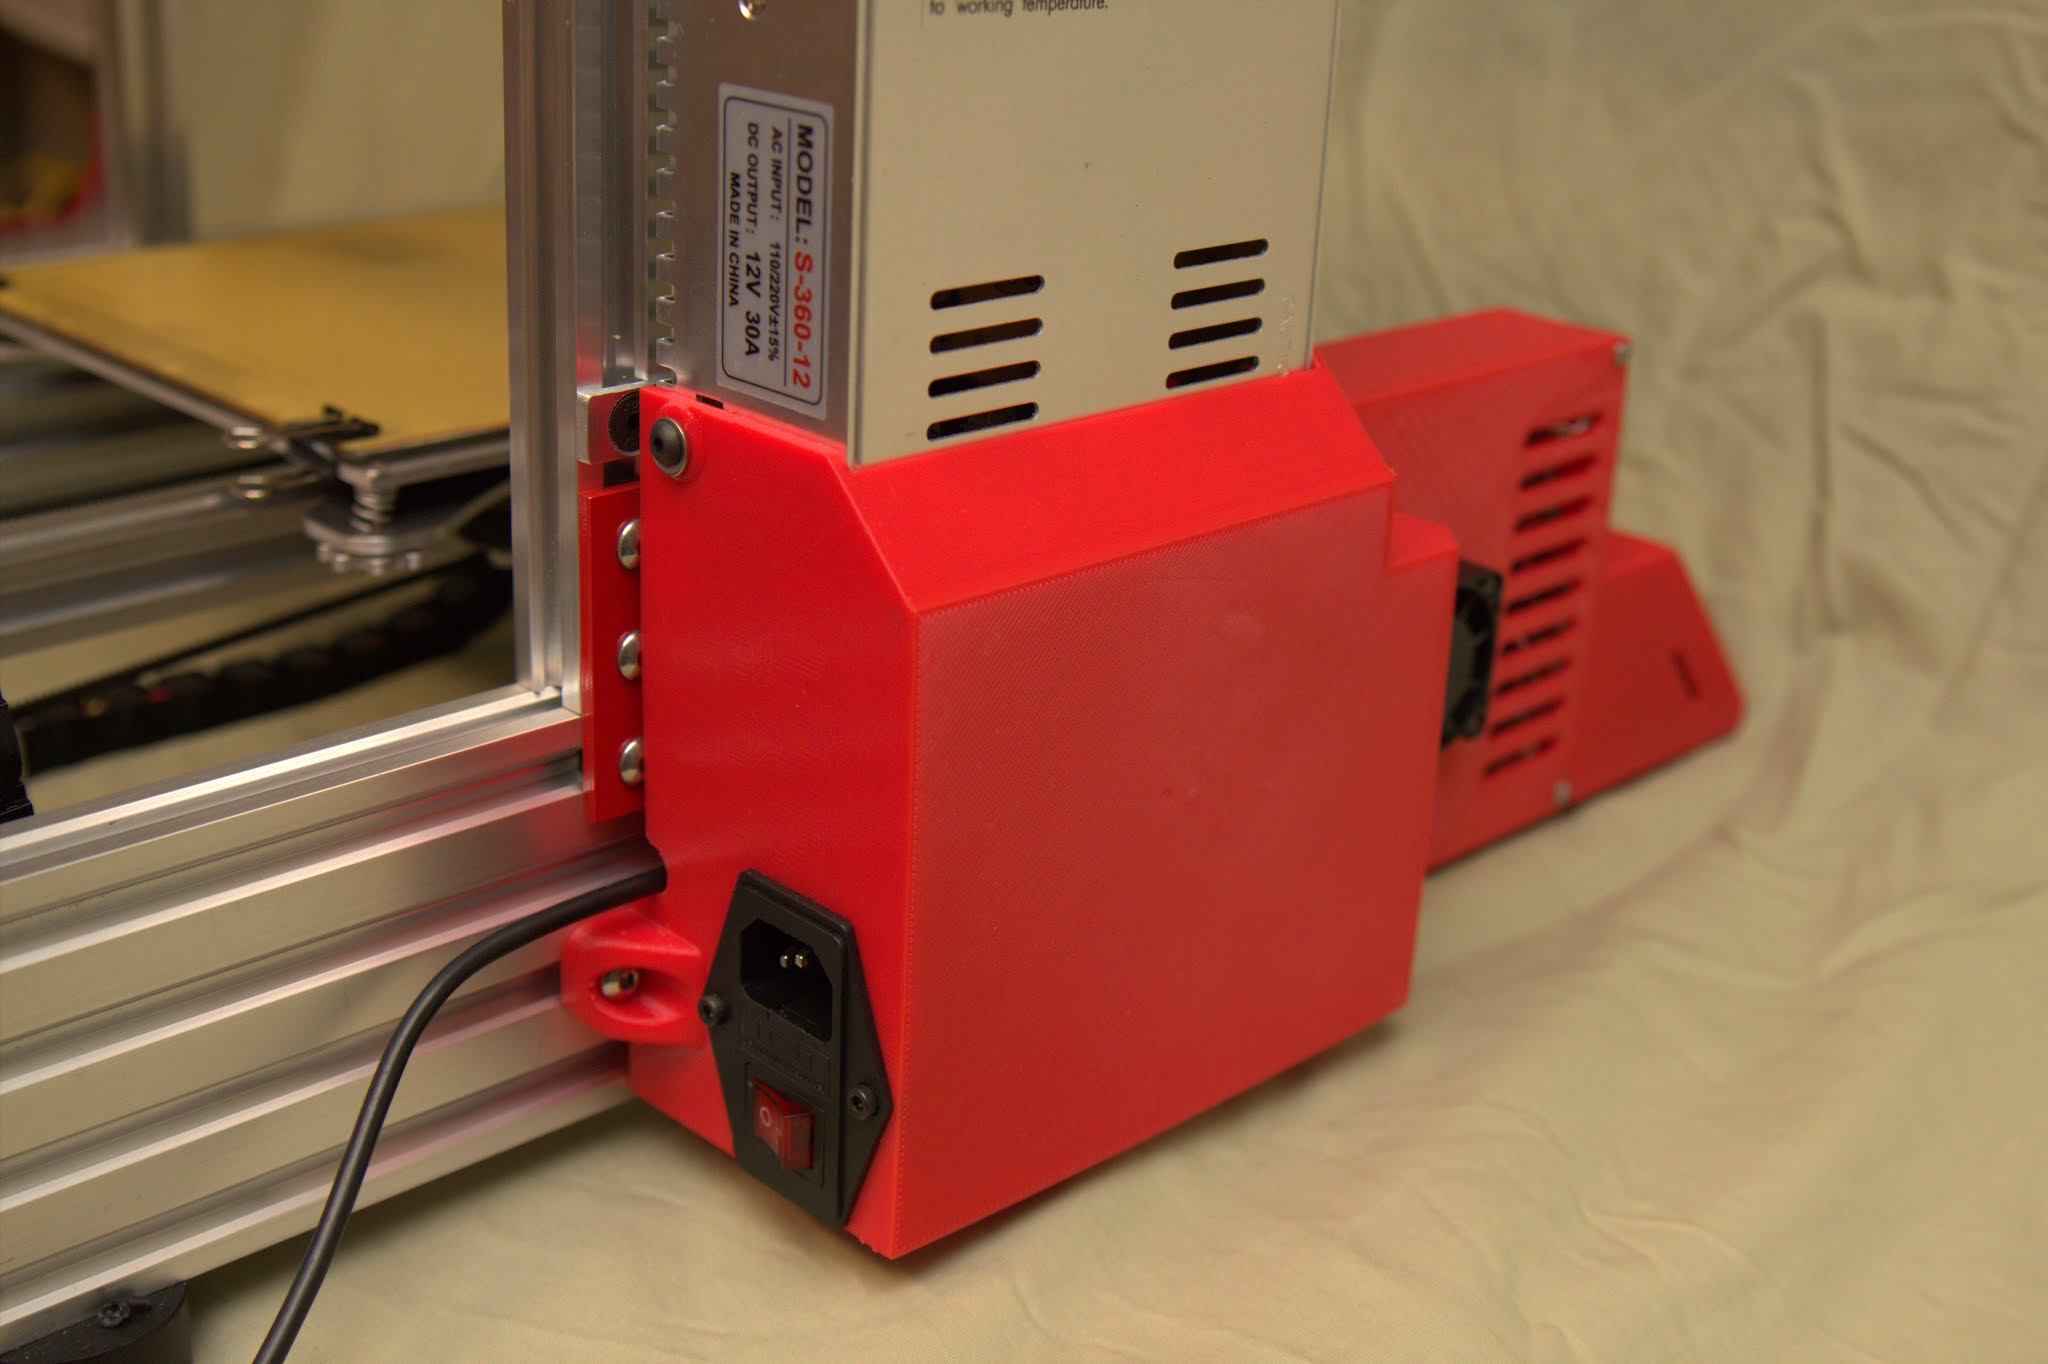 to working temperature.
MODEL: S-360-12
AC INPUT: 110/220V±15%
DC OUTPUT: 12V 30A
MADE IN CHINA